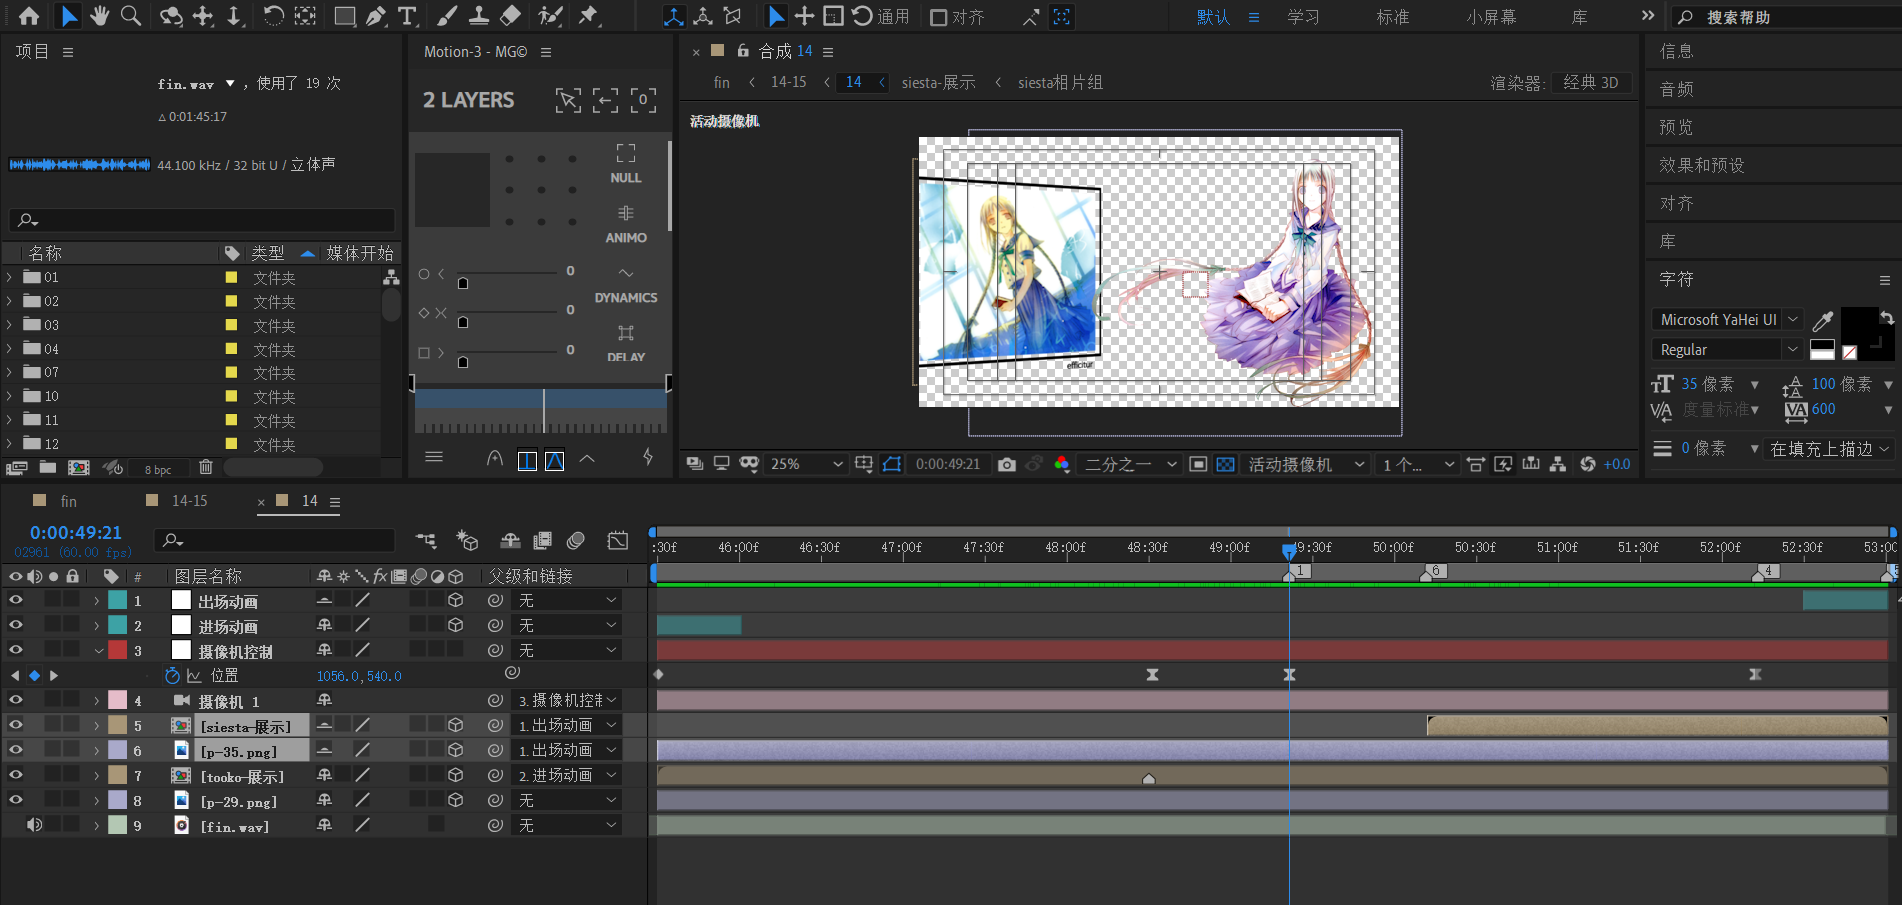 通用
对齐
默认
学习
标准
小屏幕
库
搜索帮助
项目
fin.wav ▼ ，使用了 19 次
△ 0:01:45:17
44.100 kHz / 32 bit U / 立体声
名称 类型 媒体开始
01 文件夹
02 文件夹
03 文件夹
04 文件夹
07 文件夹
10 文件夹
11 文件夹
12 文件夹
8 bpc
Motion-3 - MG©
2 LAYERS
0
NULL
ANIMO
DYNAMICS
DELAY
0
0
0
合成 14
fin < 14-15 < 14 < siesta-展示 < siesta相片组
渲染器: 经典 3D
活动摄像机
efficitur
25% 0:00:49:21 二分之一 活动摄像机 1 个... +0.0
信息
音频
预览
效果和预设
对齐
库
字符
Microsoft YaHei UI
Regular
35 像素 100 像素
度量标准 600
0 像素 在填充上描边
fin
14-15
14
0:00:49:21
02961 (60.00 fps)
:30f 46:00f 46:30f 47:00f 47:30f 48:00f 48:30f 49:00f 49:30f 50:00f 50:30f 51:00f 51:30f 52:00f 52:30f 53:00
1 6 4
# 图层名称 fx 父级和链接
1 出场动画 无
2 进场动画 无
3 摄像机控制 无
位置 1056.0,540.0
4 摄像机 1 3.摄像机控制
5 [siesta-展示] 1.出场动画
6 [p-35.png] 1.出场动画
7 [tooko-展示] 2.进场动画
8 [p-29.png] 无
9 [fin.wav] 无